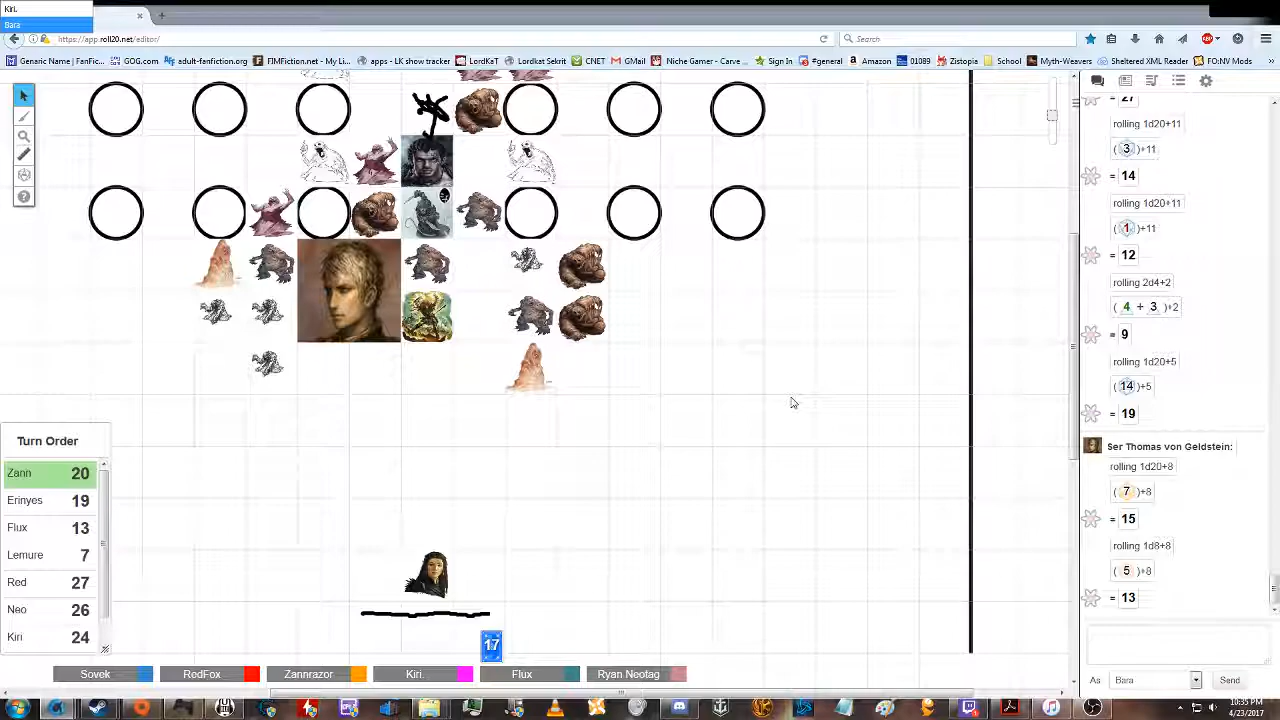 Kiri.
Bara
https://app.roll20.net/editor/
Search
Genaric Name | FanFic...
GOG.com
adult-fanfiction.org
FIMFiction.net - My Li...
apps - LK show tracker
LordKaT
Lordkat Sekrit
CNET
GMail
Niche Gamer - Carve ...
Sign In
#general
Amazon
01089
Zistopia
School
Myth-Weavers
Sheltered XML Reader
FO:NV Mods
27
rolling 1d20+11
(3)+11
= 14
rolling 1d20+11
(1)+11
= 12
rolling 2d4+2
(4 + 3)+2
= 9
rolling 1d20+5
(14)+5
= 19
Ser Thomas von Geldstein:
rolling 1d20+8
(7)+8
= 15
rolling 1d8+8
(5)+8
= 13
Turn Order
Zann 20
Erinyes 19
Flux 13
Lemure 7
Red 27
Neo 26
Kiri 24
17
Sovek
RedFox
Zannrazor
Kiri.
Flux
Ryan Neotag
As Bara Send
10:35 PM
4/23/2017